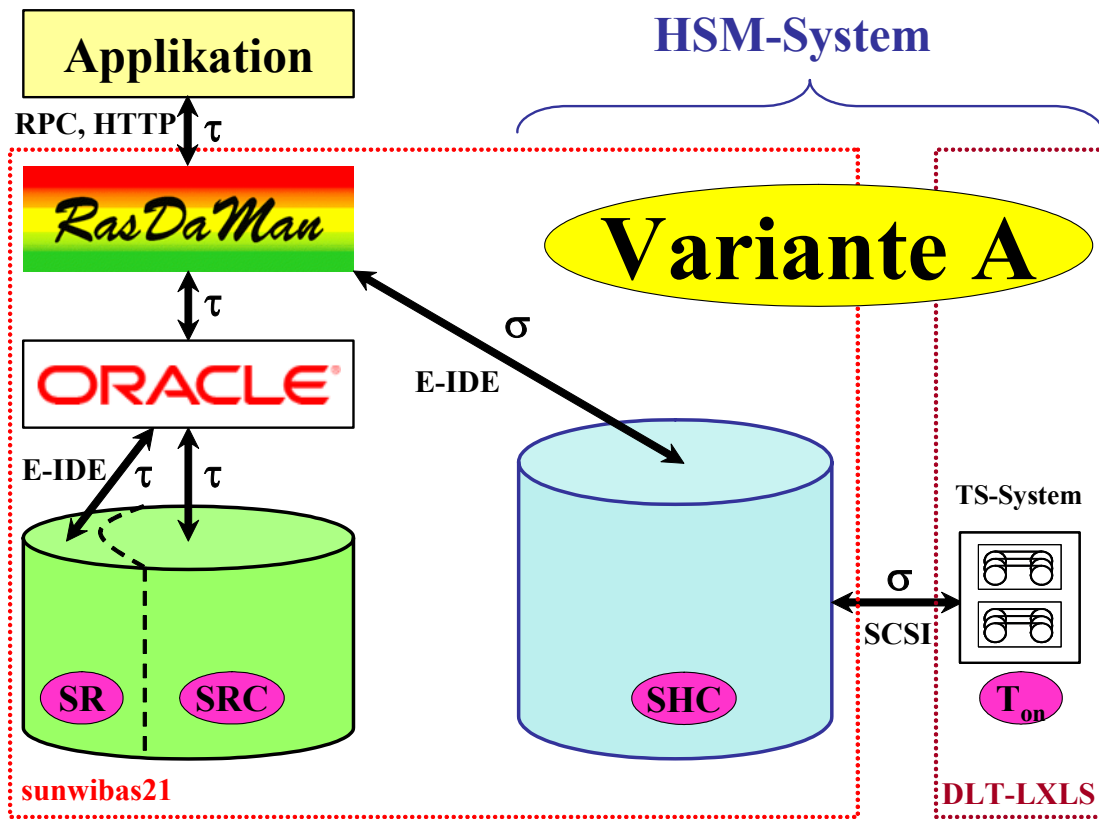 Applikation
HSM-System
RPC, HTTP
τ
RasDaMan
Variante A
τ
σ
E-IDE
ORACLE®
E-IDE
τ
τ
TS-System
σ
SCSI
SR
SRC
SHC
Ton
sunwibas21
DLT-LXLS